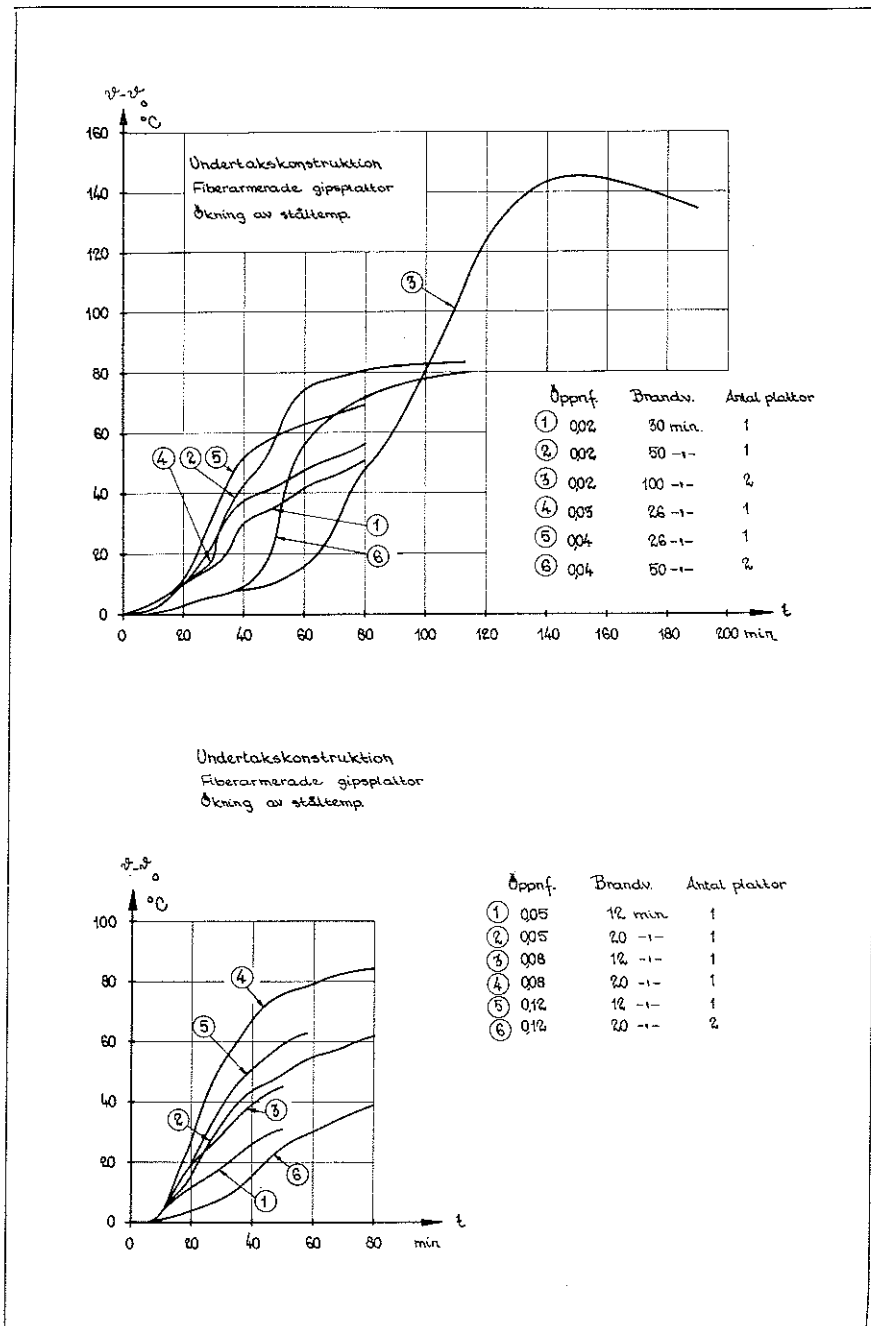 ϑ-ϑ₀
°C
160
140
120
100
80
60
40
20
0
Undertakskonstruktion
Fiberarmerade gipsplattor
Ökning av ståltemp.
③
④ ② ⑤
①
⑥
Öppnf. Brandv. Antal plattor
① 0,02 30 min. 1
② 0,02 50 -"- 1
③ 0,02 100 -"- 2
④ 0,03 26 -"- 1
⑤ 0,04 26 -"- 1
⑥ 0,04 50 -"- 2
t
0 20 40 60 80 100 120 140 160 180 200 min
Undertakskonstruktion
Fiberarmerade gipsplattor
Ökning av ståltemp.
ϑ-ϑ₀
°C
100
80
60
40
20
0
④
⑤
②
③
①
⑥
t
0 20 40 60 80
min
Öppnf. Brandv. Antal plattor
① 0,05 12 min 1
② 0,05 20 -"- 1
③ 0,08 12 -"- 1
④ 0,08 20 -"- 1
⑤ 0,12 12 -"- 1
⑥ 0,12 20 -"- 2